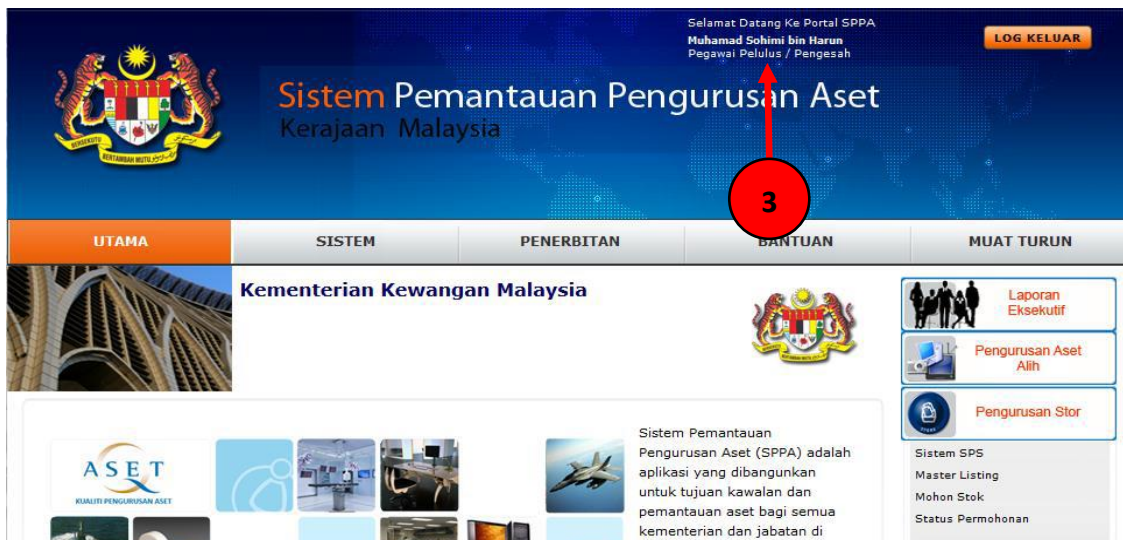 Selamat Datang Ke Portal SPPA
Muhamad Sohimi bin Harun
Pegawai Pelulus / Pengesah
LOG KELUAR
Sistem Pemantauan Pengurusan Aset
Kerajaan Malaysia
BERSEKUTU BERTAMBAH MUTU
3
UTAMA
SISTEM
PENERBITAN
BANTUAN
MUAT TURUN
Kementerian Kewangan Malaysia
Laporan
Eksekutif
Pengurusan Aset
Alih
Pengurusan Stor
Sistem SPS
Master Listing
Mohon Stok
Status Permohonan
ASET
KUALITI PENGURUSAN ASET
Sistem Pemantauan
Pengurusan Aset (SPPA) adalah
aplikasi yang dibangunkan
untuk tujuan kawalan dan
pemantauan aset bagi semua
kementerian dan jabatan di